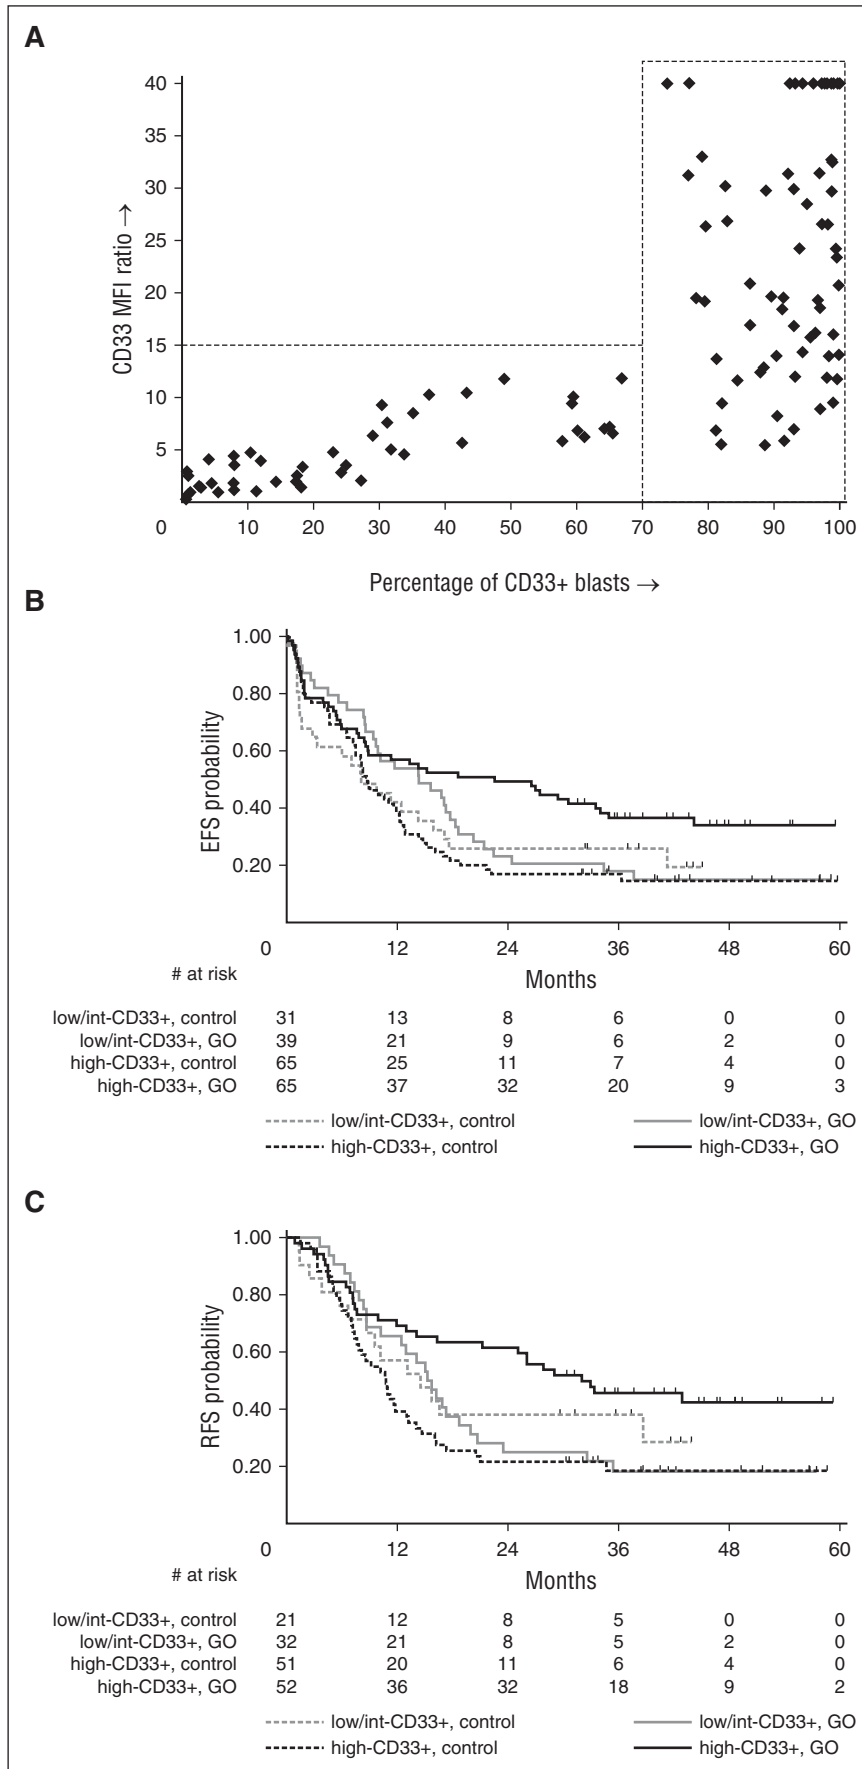 A
CD33 MFI ratio →
40
35
30
25
20
15
10
5
0 10 20 30 40 50 60 70 80 90 100
Percentage of CD33+ blasts →
B
EFS probability
1.00
0.80
0.60
0.40
0.20
0 12 24 36 48 60
Months
# at risk
low/int-CD33+, control 31 13 8 6 0 0
low/int-CD33+, GO 39 21 9 6 2 0
high-CD33+, control 65 25 11 7 4 0
high-CD33+, GO 65 37 32 20 9 3
low/int-CD33+, control low/int-CD33+, GO
high-CD33+, control high-CD33+, GO
C
RFS probability
1.00
0.80
0.60
0.40
0.20
0 12 24 36 48 60
Months
# at risk
low/int-CD33+, control 21 12 8 5 0 0
low/int-CD33+, GO 32 21 8 5 2 0
high-CD33+, control 51 20 11 6 4 0
high-CD33+, GO 52 36 32 18 9 2
low/int-CD33+, control low/int-CD33+, GO
high-CD33+, control high-CD33+, GO